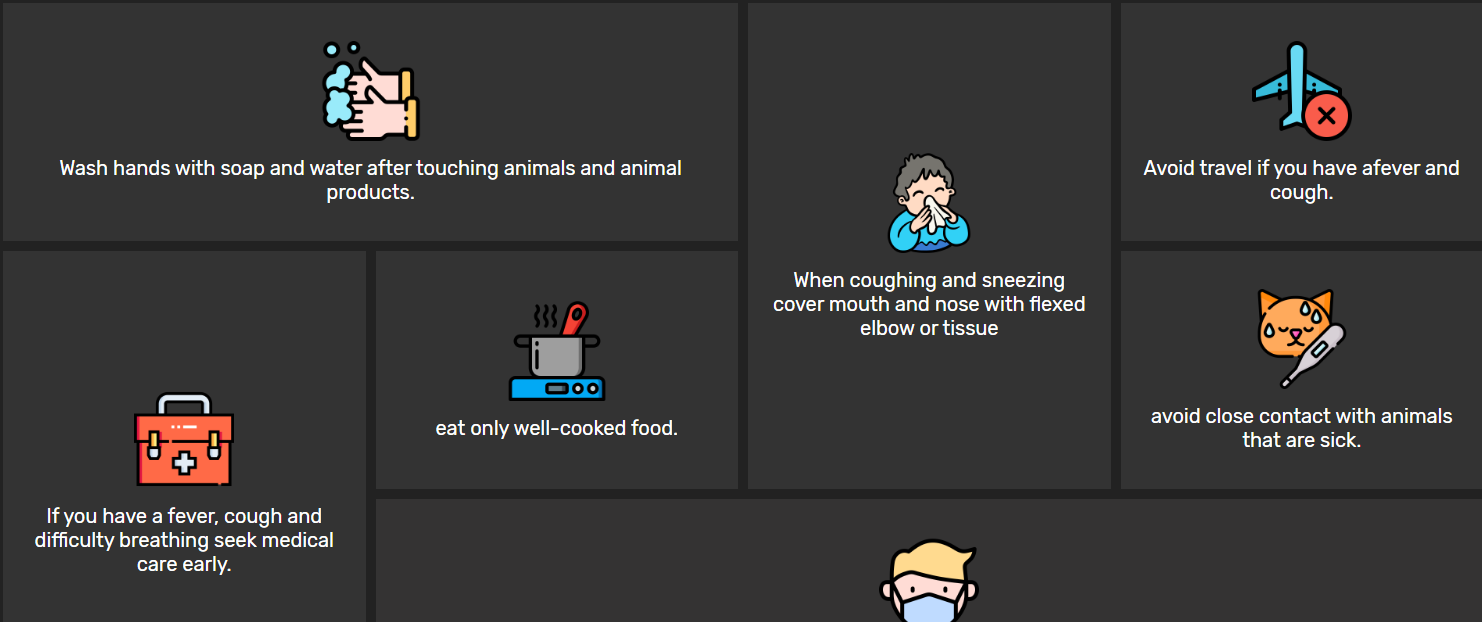 Wash hands with soap and water after touching animals and animal
products.
When coughing and sneezing
cover mouth and nose with flexed
elbow or tissue
Avoid travel if you have afever and
cough.
If you have a fever, cough and
difficulty breathing seek medical
care early.
eat only well-cooked food.
avoid close contact with animals
that are sick.